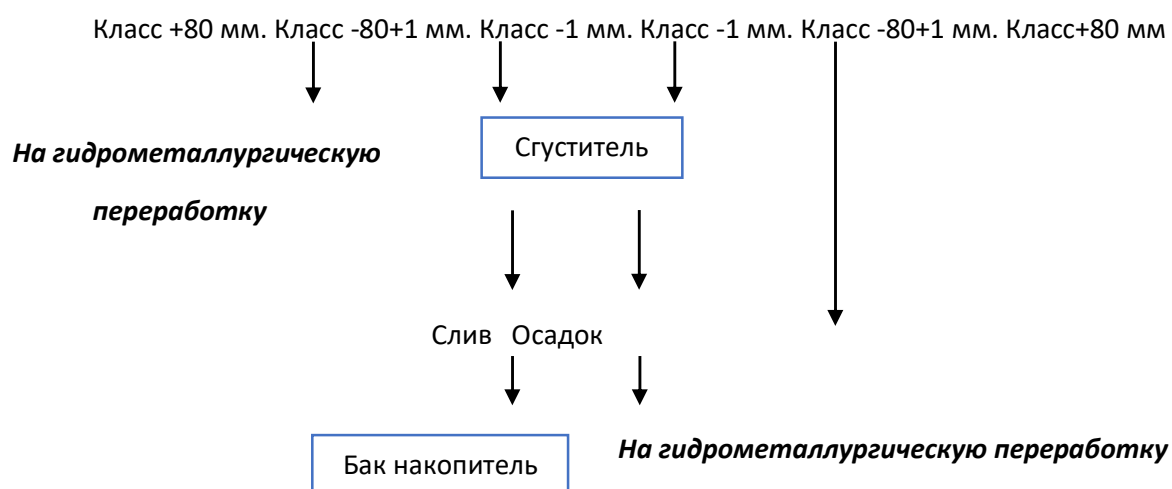 Класс +80 мм. Класс -80+1 мм. Класс -1 мм. Класс -1 мм. Класс -80+1 мм. Класс+80 мм
На гидрометаллургическую
переработку
Сгуститель
Слив Осадок
На гидрометаллургическую переработку
Бак накопитель